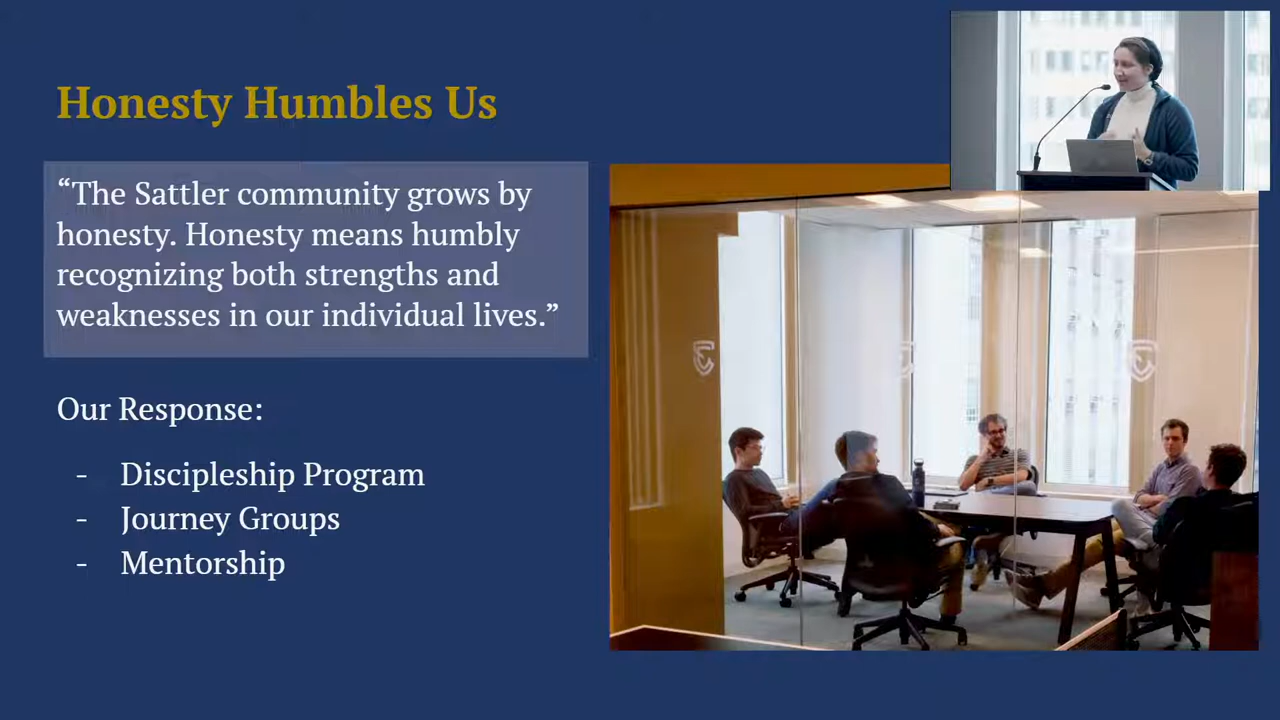 Honesty Humbles Us
“The Sattler community grows by
honesty. Honesty means humbly
recognizing both strengths and
weaknesses in our individual lives.”
Our Response:
- Discipleship Program
- Journey Groups
- Mentorship